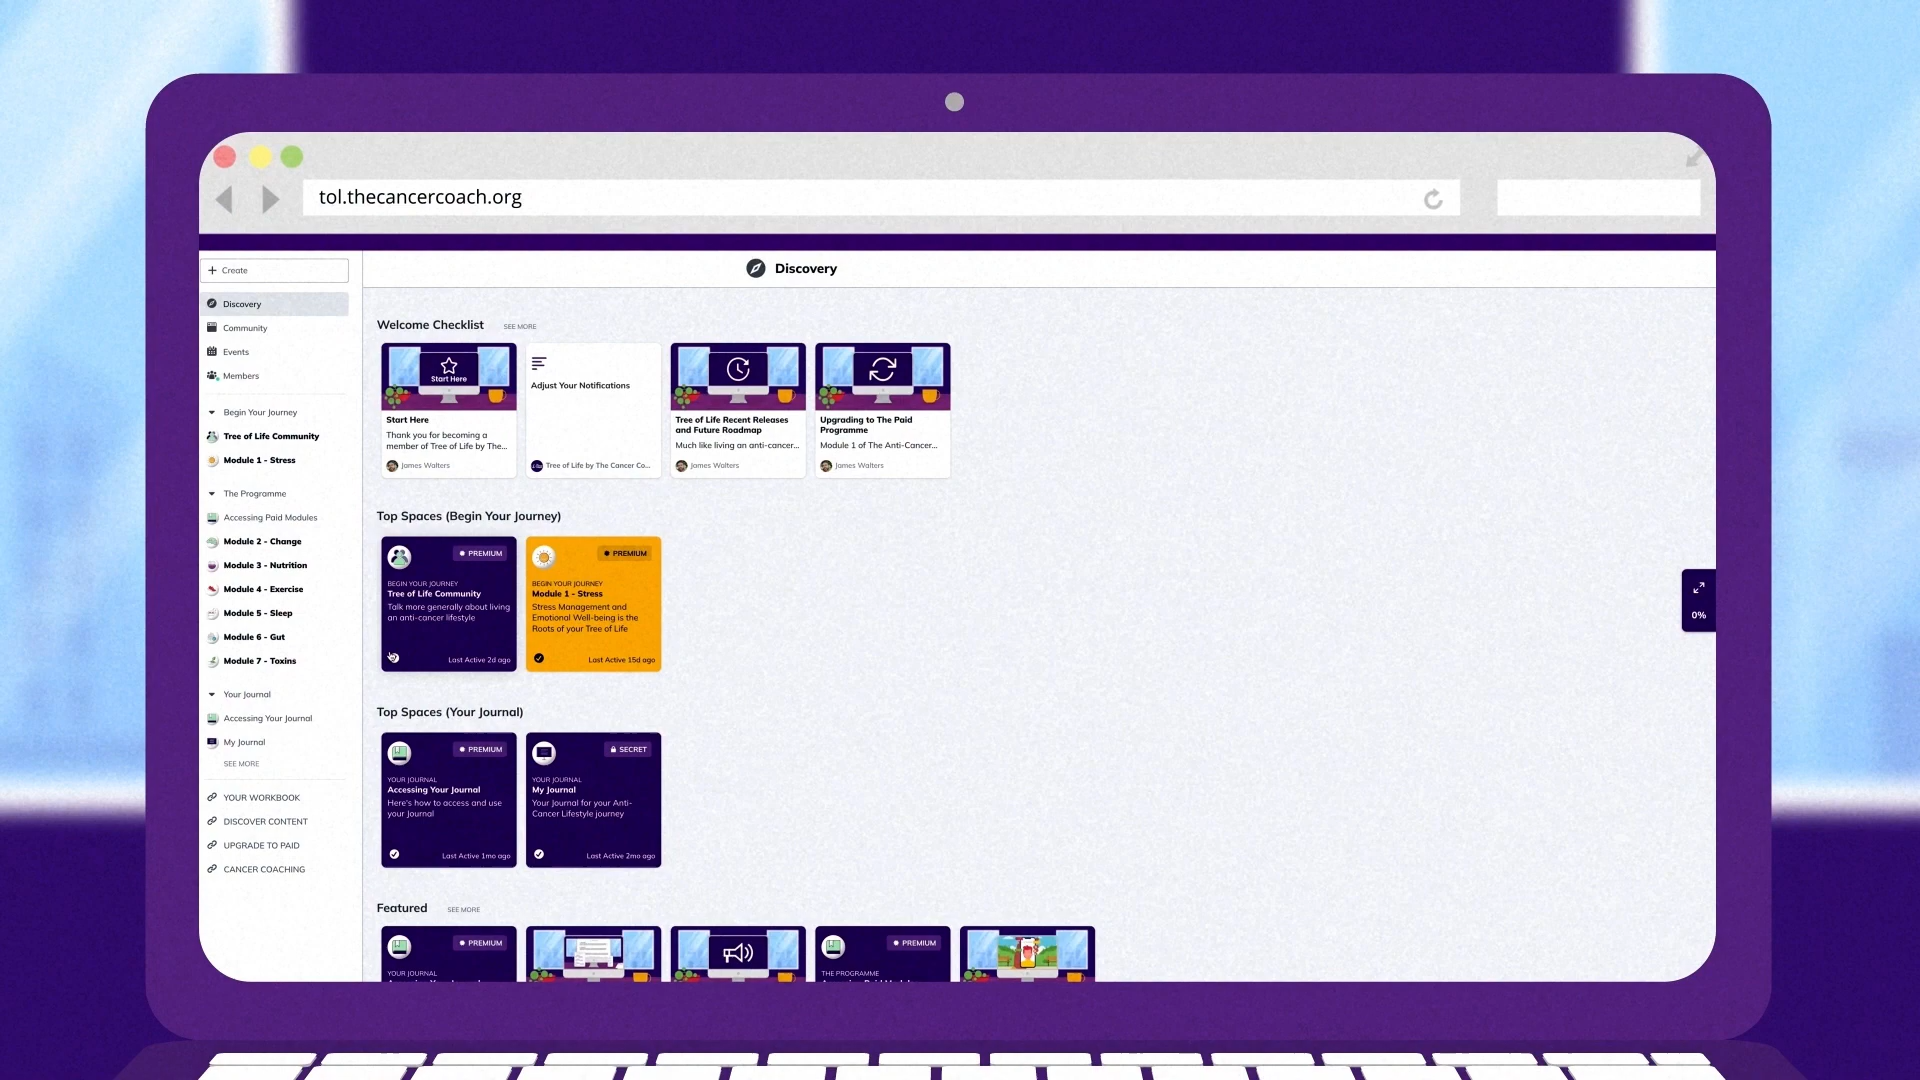 tol.thecancercoach.org
Create
Discovery
Community
Events
Members
Begin Your Journey
Tree of Life Community
Module 1 - Stress
The Programme
Accessing Paid Modules
Module 2 - Change
Module 3 - Nutrition
Module 4 - Exercise
Module 5 - Sleep
Module 6 - Gut
Module 7 - Toxins
Your Journal
Accessing Your Journal
My Journal
SEE MORE
YOUR WORKBOOK
DISCOVER CONTENT
UPGRADE TO PAID
CANCER COACHING
Discovery
Welcome Checklist SEE MORE
Start Here
Start Here
Thank you for becoming a
member of Tree of Life by The...
James Walters
Adjust Your Notifications
Tree of Life by The Cancer Co...
Tree of Life Recent Releases
and Future Roadmap
Much like living an anti-cancer...
James Walters
Upgrading to The Paid
Programme
Module 1 of The Anti-Cancer...
James Walters
Top Spaces (Begin Your Journey)
PREMIUM
BEGIN YOUR JOURNEY
Tree of Life Community
Talk more generally about living
an anti-cancer lifestyle
Last Active 2d ago
PREMIUM
BEGIN YOUR JOURNEY
Module 1 - Stress
Stress Management and
Emotional Well-being is the
Roots of your Tree of Life
Last Active 15d ago
0%
Top Spaces (Your Journal)
PREMIUM
YOUR JOURNAL
Accessing Your Journal
Here's how to access and use
your Journal
Last Active 1mo ago
SECRET
YOUR JOURNAL
My Journal
Your Journal for your Anti-
Cancer Lifestyle journey
Last Active 2mo ago
Featured SEE MORE
PREMIUM
YOUR JOURNAL
PREMIUM
THE PROGRAMME